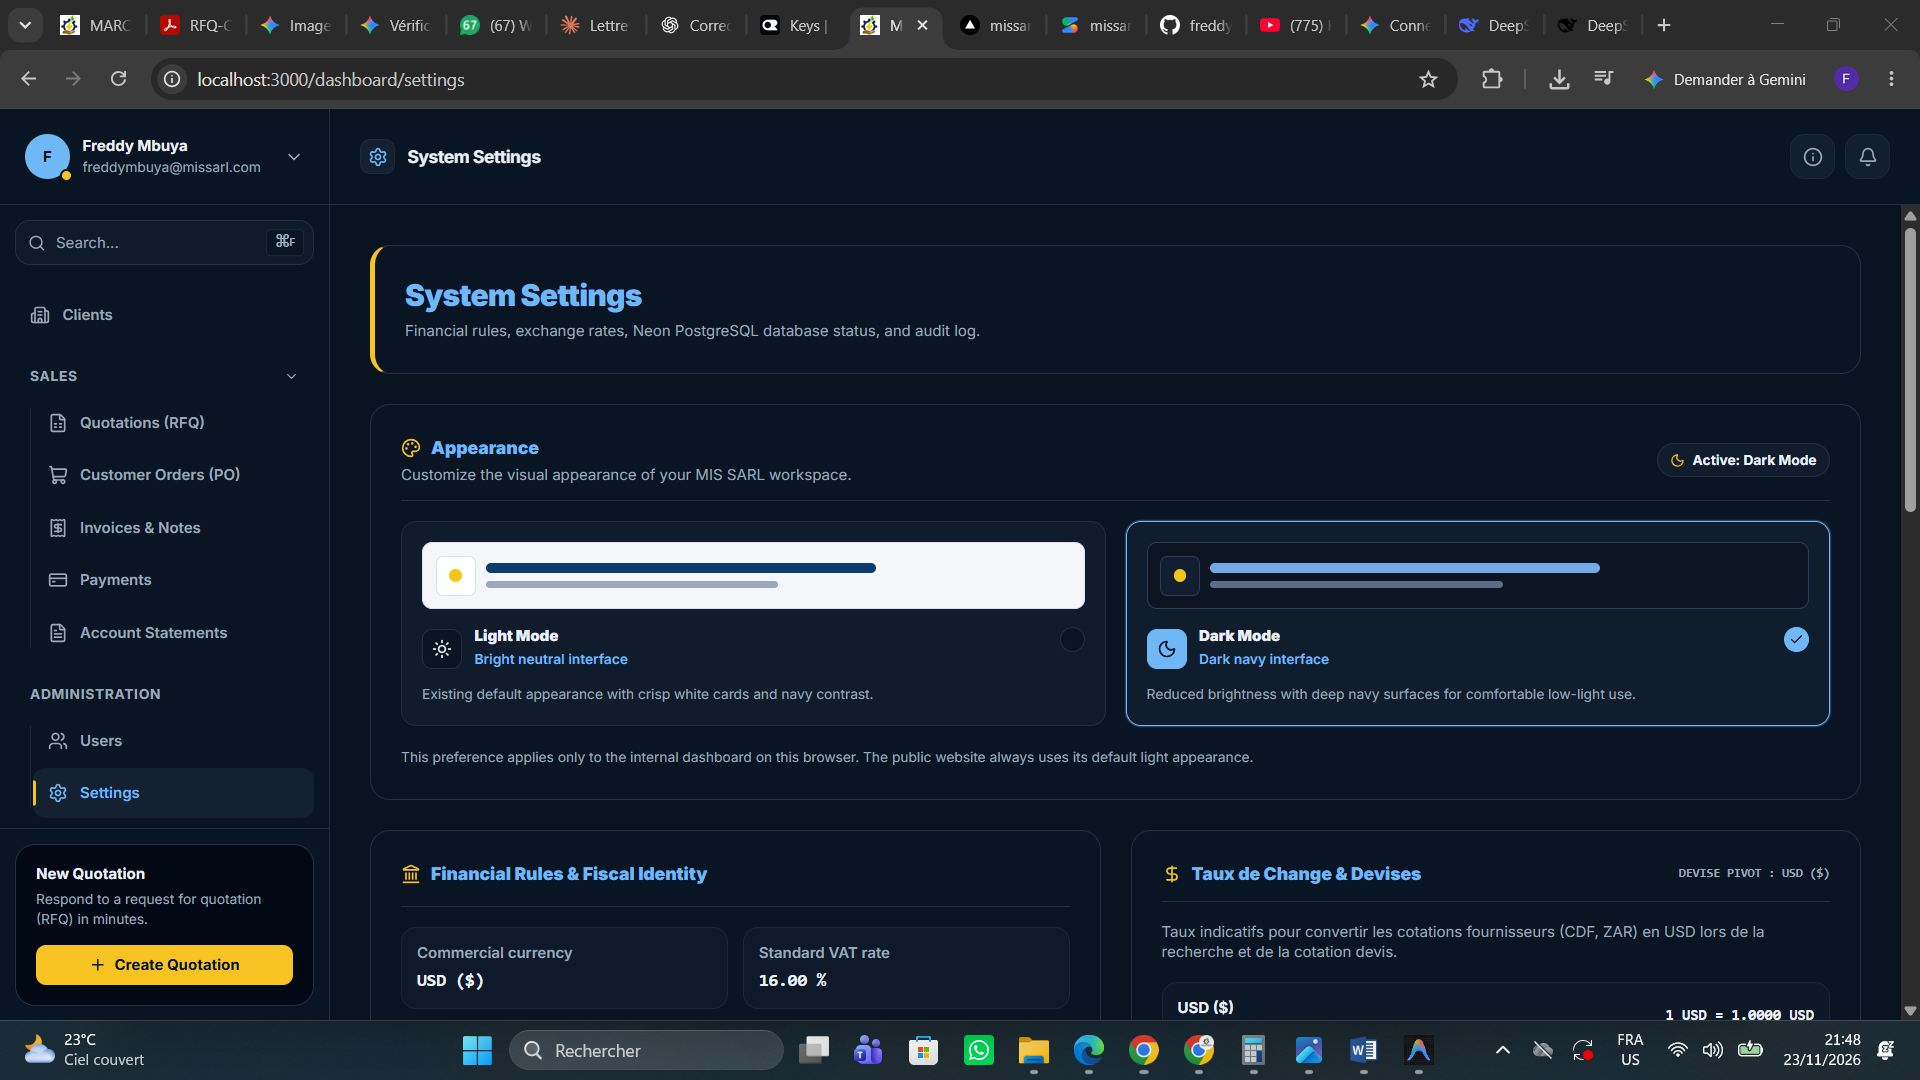 MARC
RFQ-C
Image
Vérific
(67) W
Lettre
Correc
Keys |
M
missar
missar
freddy
(775)
Conne
DeepS
DeepS
localhost:3000/dashboard/settings
Demander à Gemini
F
F
Freddy Mbuya
freddymbuya@missarl.com
System Settings
Search...
⌘F
Clients
SALES
Quotations (RFQ)
Customer Orders (PO)
Invoices & Notes
Payments
Account Statements
ADMINISTRATION
Users
Settings
New Quotation
Respond to a request for quotation
(RFQ) in minutes.
+ Create Quotation
System Settings
Financial rules, exchange rates, Neon PostgreSQL database status, and audit log.
Appearance
Customize the visual appearance of your MIS SARL workspace.
Active: Dark Mode
Light Mode
Bright neutral interface
Existing default appearance with crisp white cards and navy contrast.
Dark Mode
Dark navy interface
Reduced brightness with deep navy surfaces for comfortable low-light use.
This preference applies only to the internal dashboard on this browser. The public website always uses its default light appearance.
Financial Rules & Fiscal Identity
Commercial currency
USD ($)
Standard VAT rate
16.00 %
Taux de Change & Devises
DEVISE PIVOT : USD ($)
Taux indicatifs pour convertir les cotations fournisseurs (CDF, ZAR) en USD lors de la
recherche et de la cotation devis.
USD ($)
1 USD = 1.0000 USD
23°C
Ciel couvert
Rechercher
FRA
US
21:48
23/11/2026